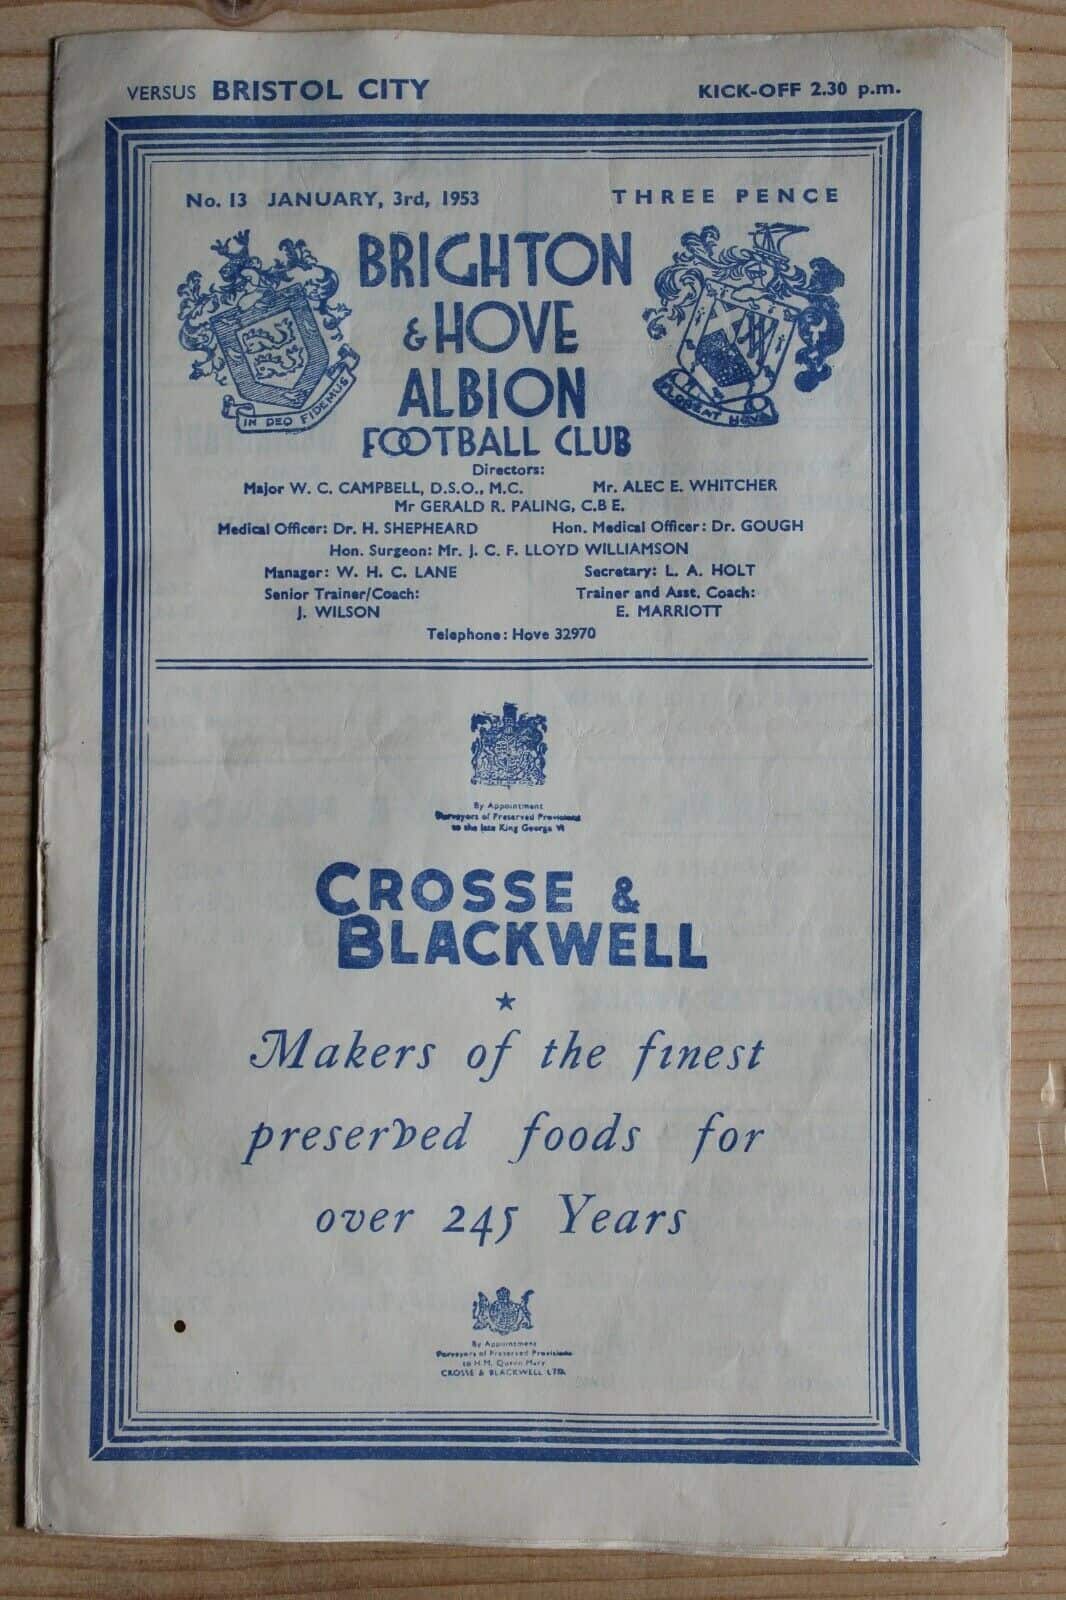 VERSUS BRISTOL CITY KICK-OFF 2.30 p.m.
No. 13 JANUARY, 3rd, 1953 THREE PENCE
BRIGHTON
& HOVE
ALBION
FOOTBALL CLUB
IN DEO FIDEMUS
FLOREAT HOVA
Directors:
Major W. C. CAMPBELL, D.S.O., M.C. Mr. ALEC E. WHITCHER
Mr GERALD R. PALING, C.B E.
Medical Officer: Dr. H. SHEPHEARD Hon. Medical Officer: Dr. GOUGH
Hon. Surgeon: Mr. J. C. F. LLOYD WILLIAMSON
Manager: W. H. C. LANE Secretary: L. A. HOLT
Senior Trainer/Coach: Trainer and Asst. Coach:
J. WILSON E. MARRIOTT
Telephone: Hove 32970
By Appointment
Purveyors of Preserved Provisions
to the late King George VI
CROSSE &
BLACKWELL
Makers of the finest
preserved foods for
over 245 Years
By Appointment
Purveyors of Preserved Provisions
to H.M. Queen Mary
CROSSE & BLACKWELL LTD.